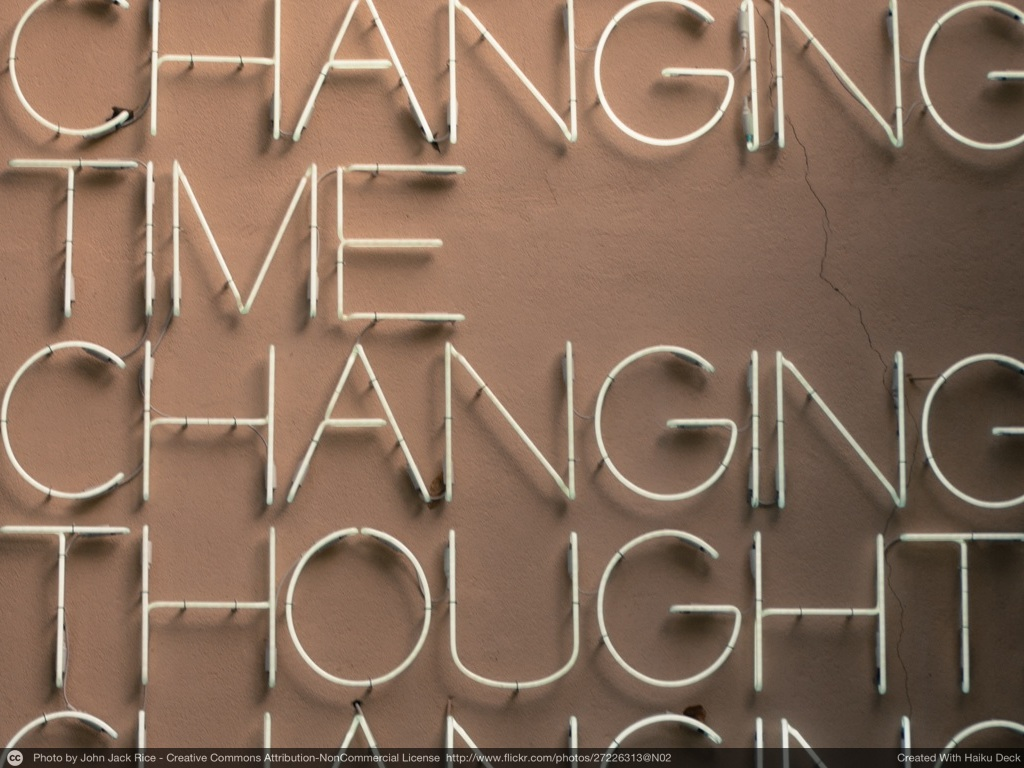 CHANGING
TIME
CHANGING
THOUGHT
CHANGING
Photo by John Jack Rice - Creative Commons Attribution-NonCommercial License http://www.flickr.com/photos/27226313@N02 Created With Haiku Deck